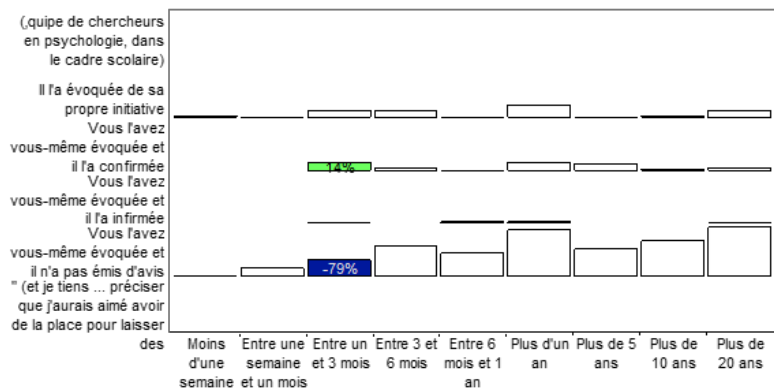 (,quipe de chercheurs
en psychologie, dans
le cadre scolaire)
Il l'a évoquée de sa
propre initiative
Vous l'avez
vous-même évoquée et
il l'a confirmée
14%
Vous l'avez
vous-même évoquée et
il l'a infirmée
Vous l'avez
vous-même évoquée et
il n'a pas émis d'avis
-79%
" (et je tiens ... préciser
que j'aurais aimé avoir
de la place pour laisser
des
Moins
d'une
semaine
Entre une
semaine
et un mois
Entre un
et 3 mois
Entre 3 et
6 mois
Entre 6
mois et 1
an
Plus d'un
an
Plus de 5
ans
Plus de
10 ans
Plus de
20 ans